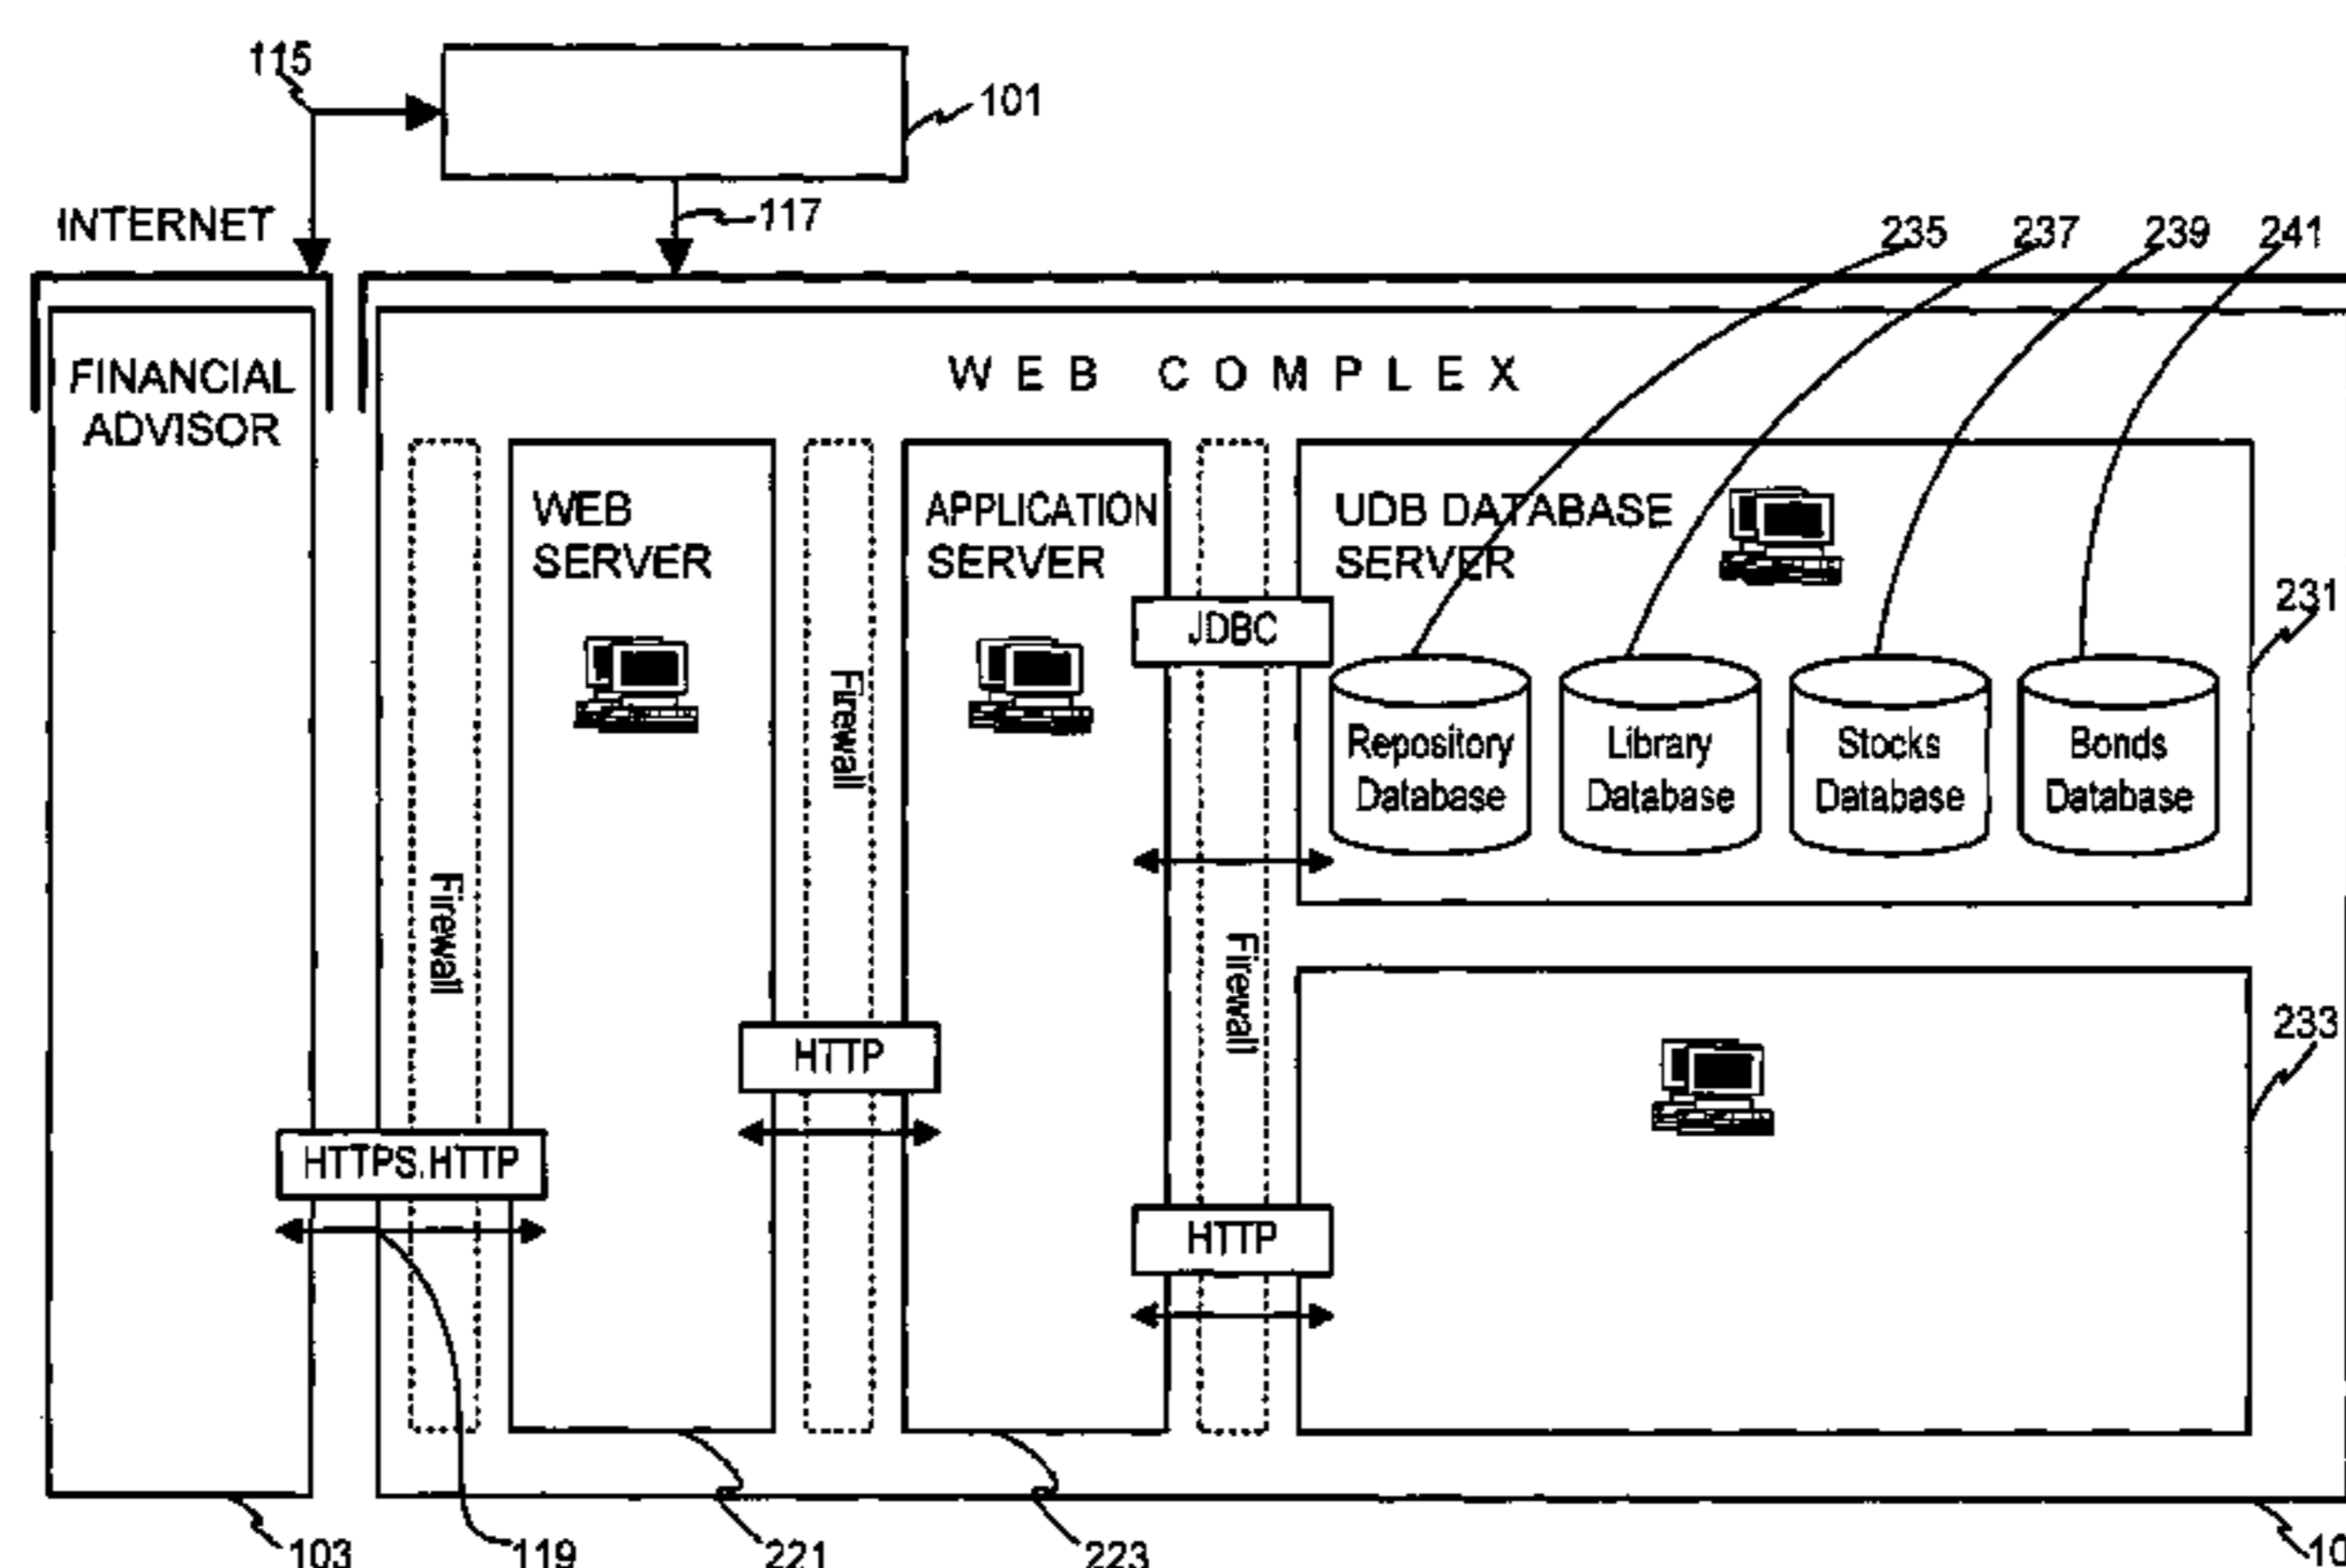 115
101
INTERNET
117
235
237
239
241
FINANCIAL
ADVISOR
WEB COMPLEX
WEB
SERVER
APPLICATION
SERVER
UDB DATABASE
SERVER
231
JDBC
Firewall
Repository
Database
Library
Database
Stocks
Database
Bonds
Database
Firewall
Firewall
233
HTTP
HTTPS.HTTP
HTTP
103
119
221
223